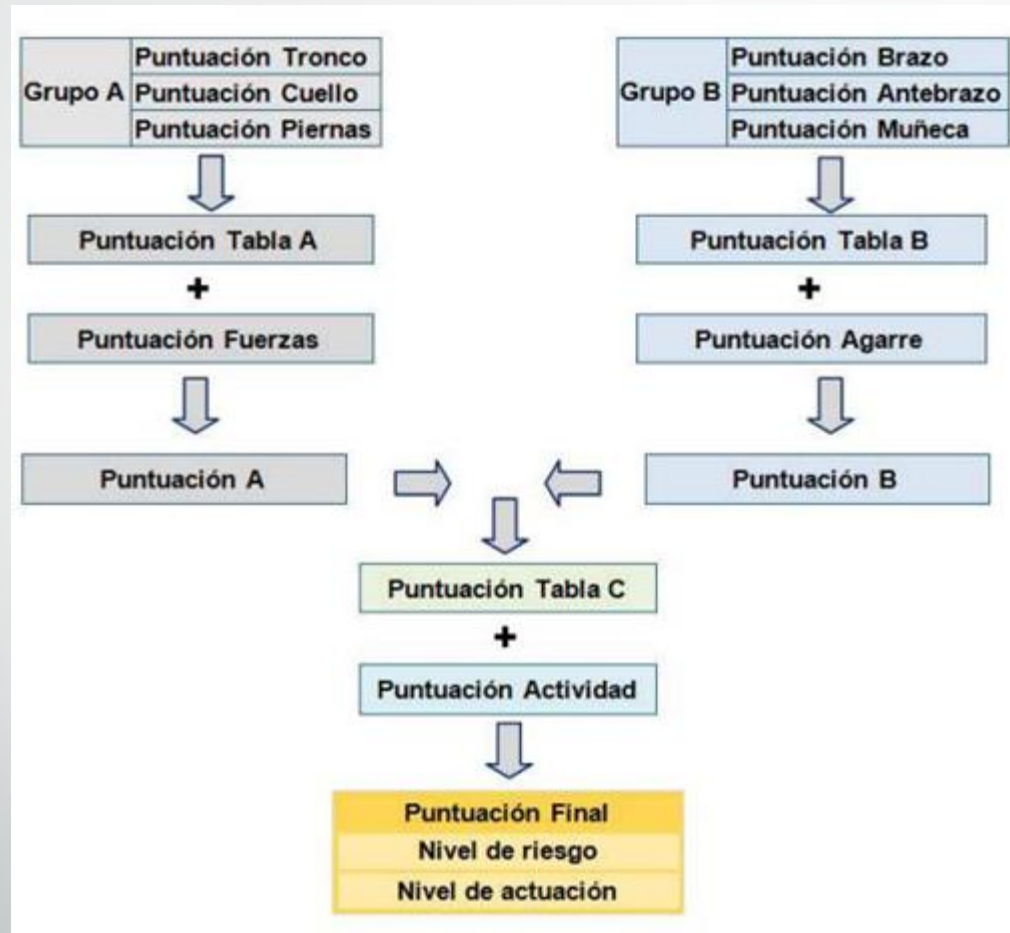 Grupo A
Puntuación Tronco
Puntuación Cuello
Puntuación Piernas
Grupo B
Puntuación Brazo
Puntuación Antebrazo
Puntuación Muñeca
Puntuación Tabla A
+
Puntuación Fuerzas
Puntuación A
Puntuación Tabla B
+
Puntuación Agarre
Puntuación B
Puntuación Tabla C
+
Puntuación Actividad
Puntuación Final
Nivel de riesgo
Nivel de actuación